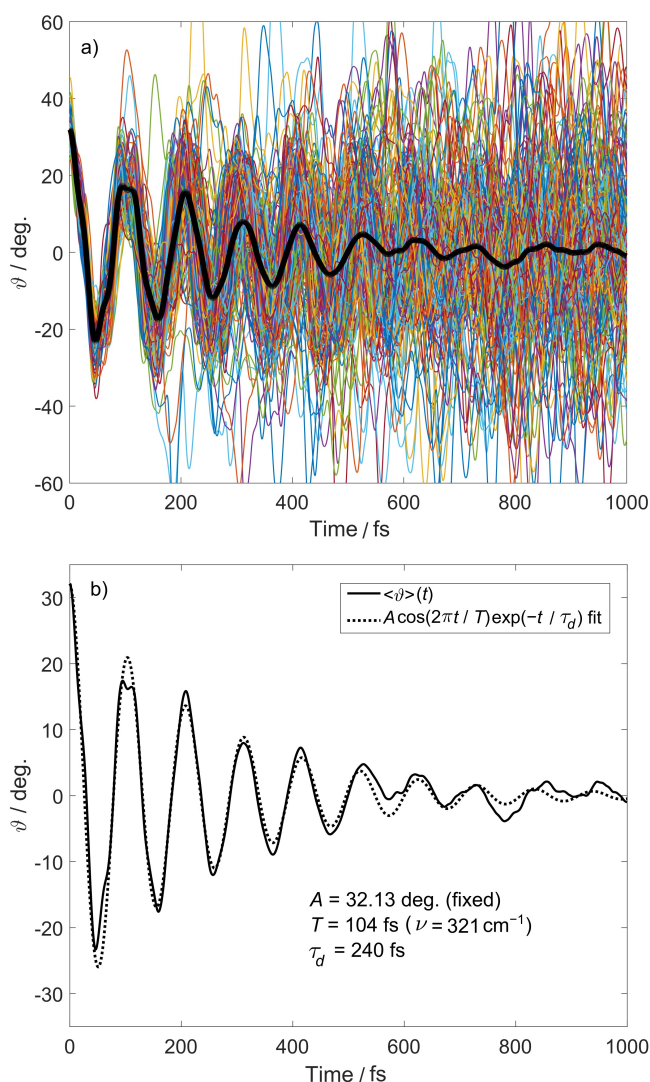 a)
60
40
20
0
-20
-40
-60
ϑ / deg.
0 200 400 600 800 1000
Time / fs
b)
<ϑ>(t)
A cos(2πt / T) exp(−t / τd) fit
30
20
10
0
-10
-20
-30
ϑ / deg.
A = 32.13 deg. (fixed)
T = 104 fs ( ν = 321 cm⁻¹)
τd = 240 fs
0 200 400 600 800 1000
Time / fs